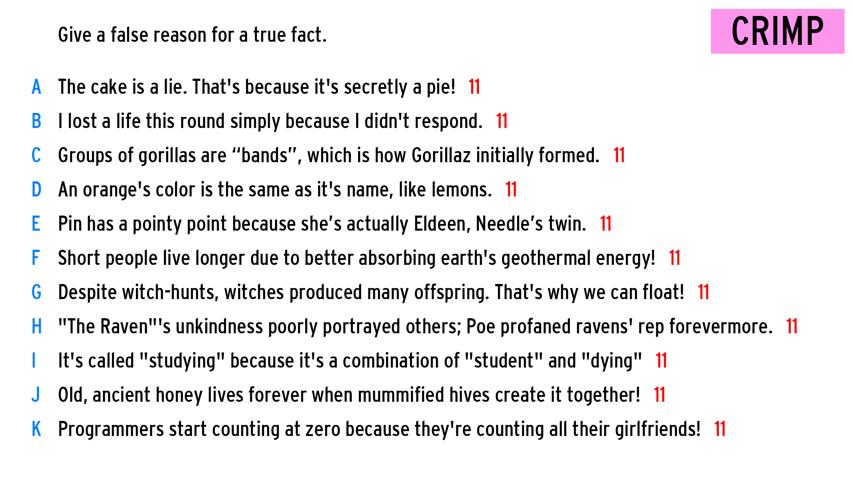 Give a false reason for a true fact.
CRIMP
A The cake is a lie. That's because it's secretly a pie! 11
B I lost a life this round simply because I didn't respond. 11
C Groups of gorillas are “bands”, which is how Gorillaz initially formed. 11
D An orange's color is the same as it's name, like lemons. 11
E Pin has a pointy point because she’s actually Eldeen, Needle’s twin. 11
F Short people live longer due to better absorbing earth's geothermal energy! 11
G Despite witch-hunts, witches produced many offspring. That's why we can float! 11
H "The Raven"'s unkindness poorly portrayed others; Poe profaned ravens' rep forevermore. 11
I It's called "studying" because it's a combination of "student" and "dying" 11
J Old, ancient honey lives forever when mummified hives create it together! 11
K Programmers start counting at zero because they're counting all their girlfriends! 11